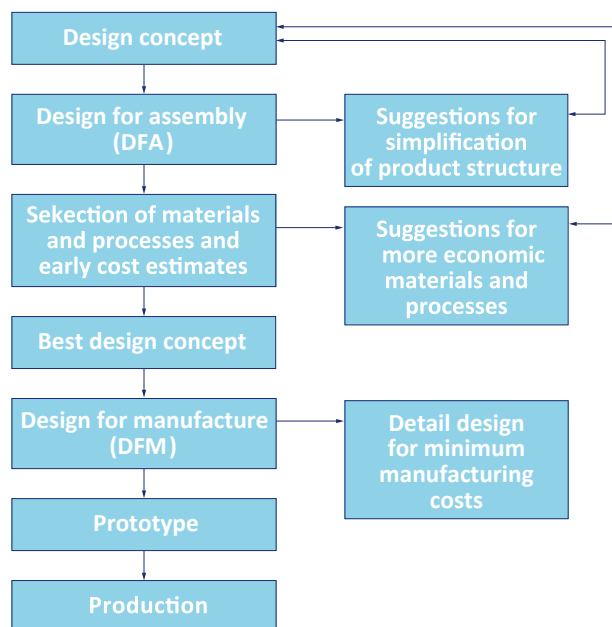 Design concept
Design for assembly
(DFA)
Suggestions for
simplification
of product structure
Sekection of materials
and processes and
early cost estimates
Suggestions for
more economic
materials and
processes
Best design concept
Design for manufacture
(DFM)
Detail design
for minimum
manufacturing
costs
Prototype
Production